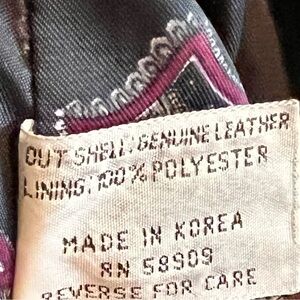 OUT SHELL: GENUINE LEATHER
LINING: 100% POLYESTER
MADE IN KOREA
RN 58909
REVERSE FOR CARE